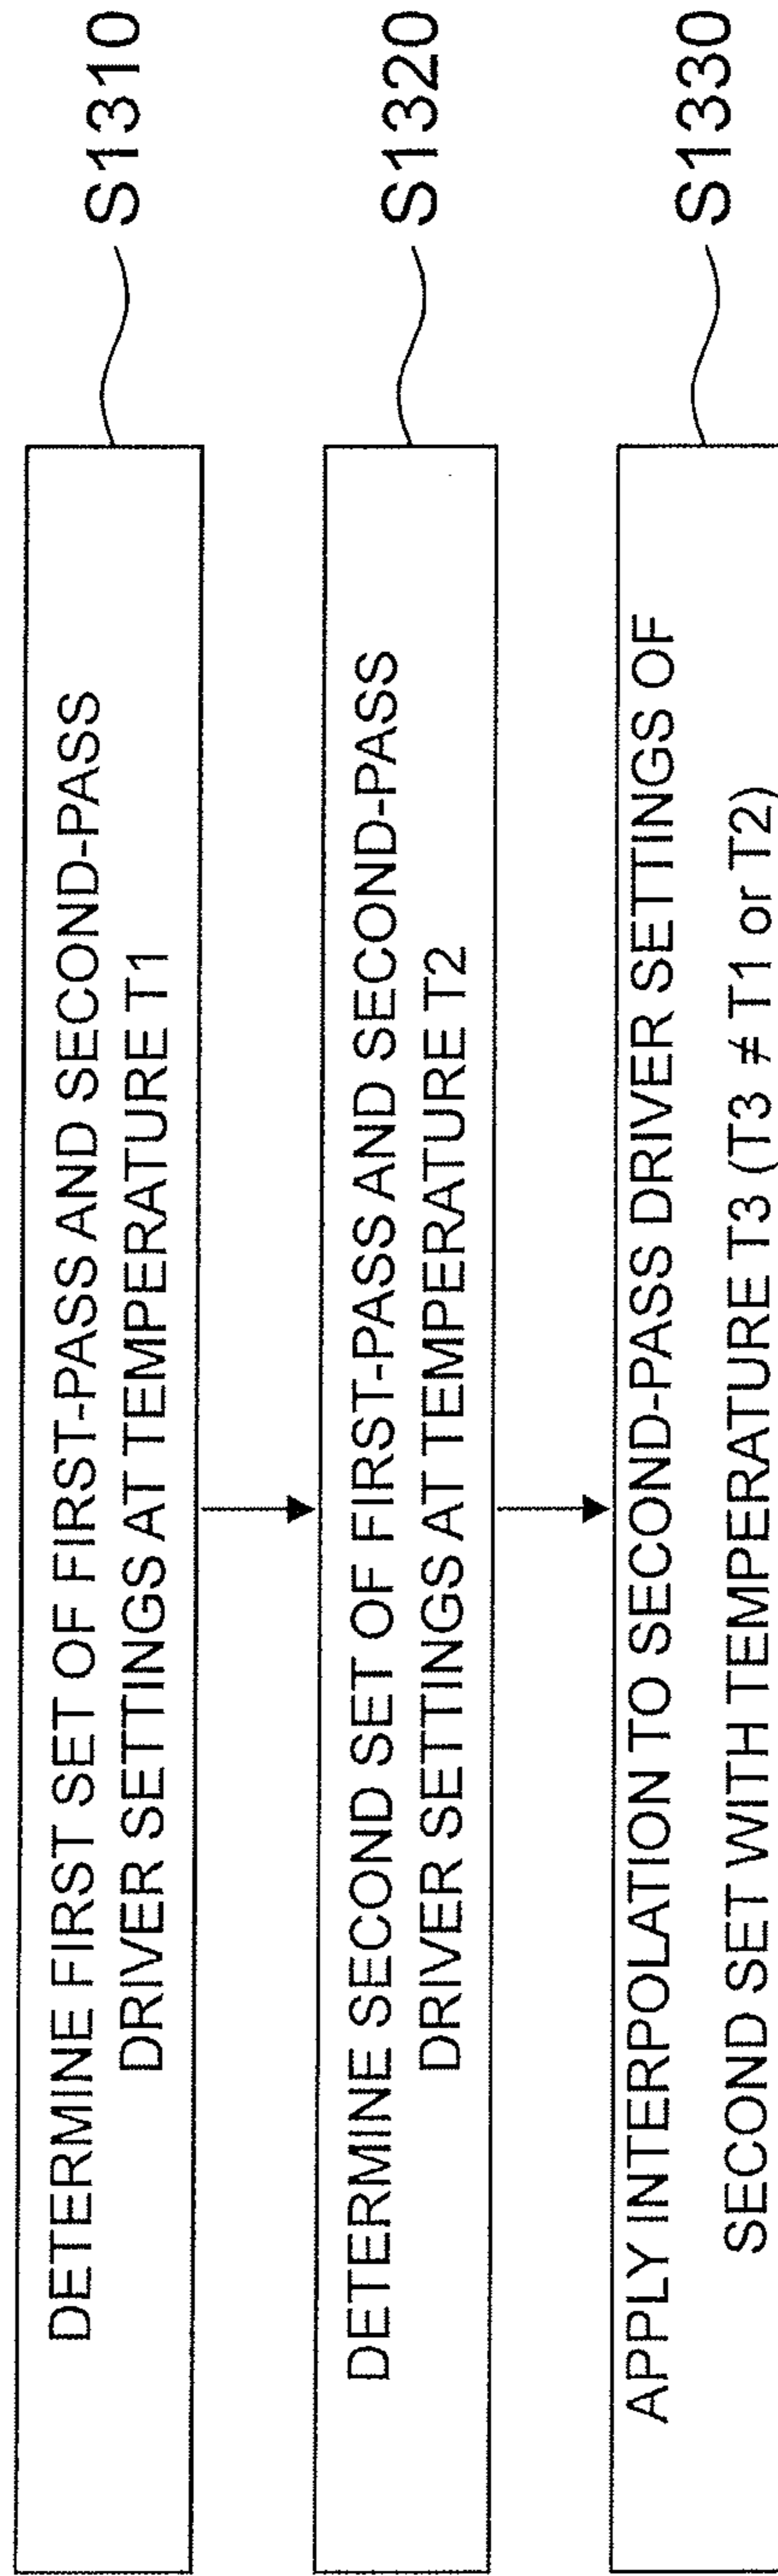 DETERMINE FIRST SET OF FIRST-PASS AND SECOND-PASS
DRIVER SETTINGS AT TEMPERATURE T1
S1310
DETERMINE SECOND SET OF FIRST-PASS AND SECOND-PASS
DRIVER SETTINGS AT TEMPERATURE T2
S1320
APPLY INTERPOLATION TO SECOND-PASS DRIVER SETTINGS OF
SECOND SET WITH TEMPERATURE T3 (T3 ≠ T1 or T2)
S1330